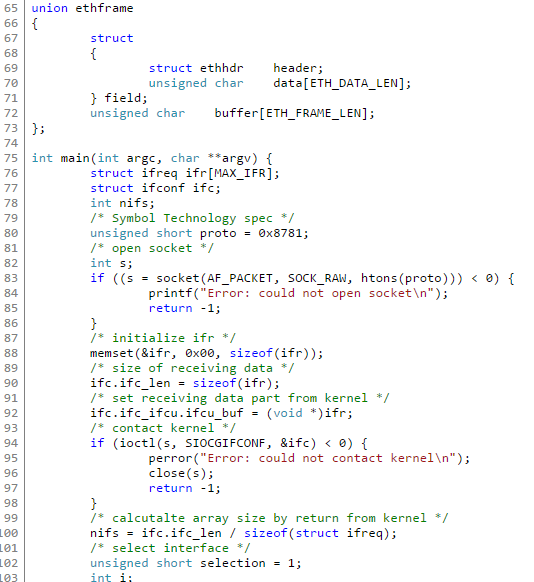 65 union ethframe
66 {
67         struct
68         {
69                 struct ethhdr    header;
70                 unsigned char    data[ETH_DATA_LEN];
71         } field;
72         unsigned char    buffer[ETH_FRAME_LEN];
73 };
74
75 int main(int argc, char **argv) {
76         struct ifreq ifr[MAX_IFR];
77         struct ifconf ifc;
78         int nifs;
79         /* Symbol Technology spec */
80         unsigned short proto = 0x8781;
81         /* open socket */
82         int s;
83         if ((s = socket(AF_PACKET, SOCK_RAW, htons(proto))) < 0) {
84                 printf("Error: could not open socket\n");
85                 return -1;
86         }
87         /* initialize ifr */
88         memset(&ifr, 0x00, sizeof(ifr));
89         /* size of receiving data */
90         ifc.ifc_len = sizeof(ifr);
91         /* set receiving data part from kernel */
92         ifc.ifc_ifcu.ifcu_buf = (void *)ifr;
93         /* contact kernel */
94         if (ioctl(s, SIOCGIFCONF, &ifc) < 0) {
95                 perror("Error: could not contact kernel\n");
96                 close(s);
97                 return -1;
98         }
99         /* calcutalte array size by return from kernel */
100         nifs = ifc.ifc_len / sizeof(struct ifreq);
101         /* select interface */
102         unsigned short selection = 1;
103         int i;